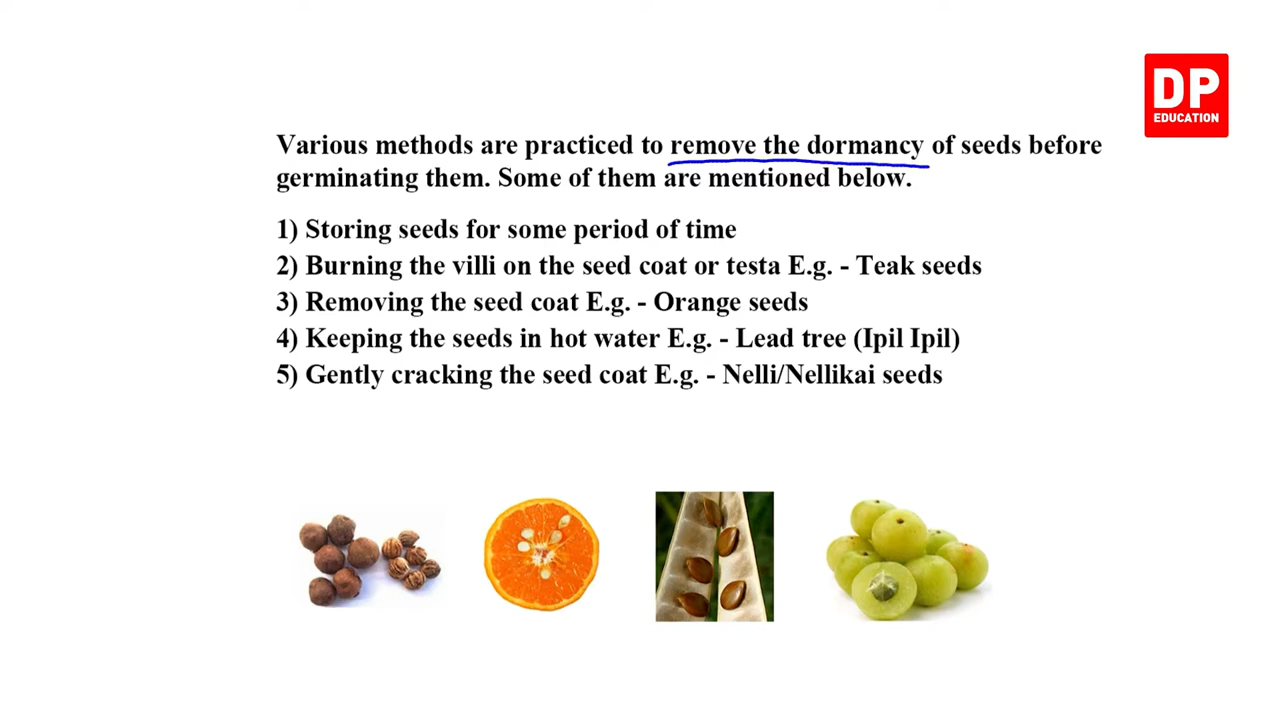 DP
EDUCATION
Various methods are practiced to remove the dormancy of seeds before
germinating them. Some of them are mentioned below.
1) Storing seeds for some period of time
2) Burning the villi on the seed coat or testa E.g. - Teak seeds
3) Removing the seed coat E.g. - Orange seeds
4) Keeping the seeds in hot water E.g. - Lead tree (Ipil Ipil)
5) Gently cracking the seed coat E.g. - Nelli/Nellikai seeds